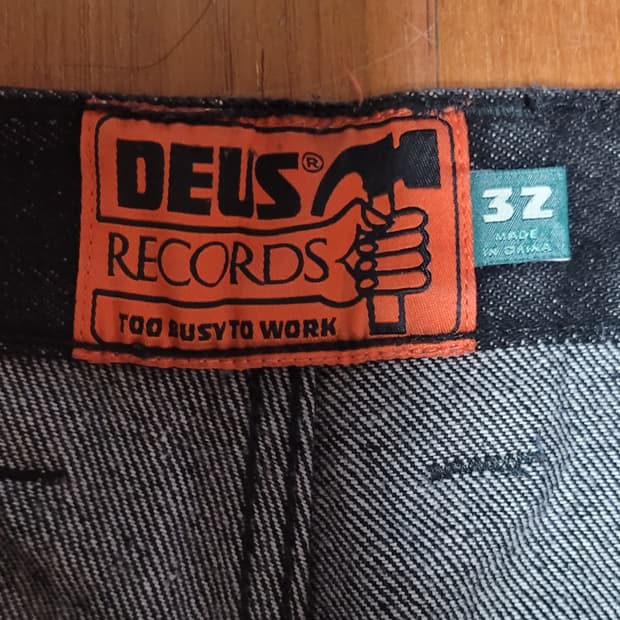 DEUS®
RECORDS
TOO BUSY TO WORK
32
MADE
IN CHINA